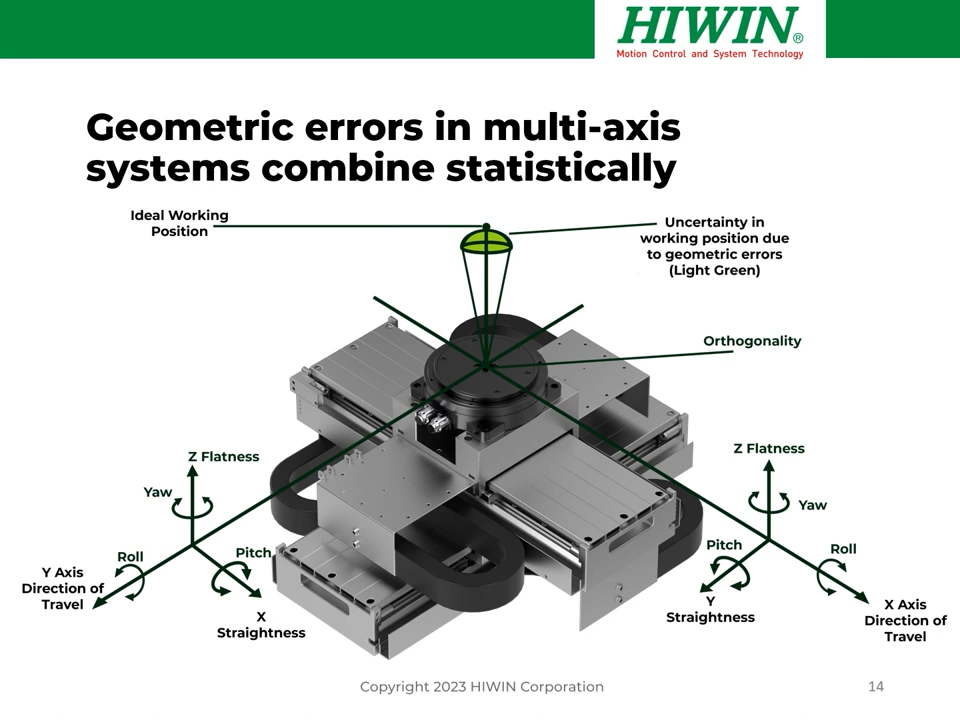 HIWIN®
Motion Control and System Technology
Geometric errors in multi-axis
systems combine statistically
Ideal Working
Position
Uncertainty in
working position due
to geometric errors
(Light Green)
Orthogonality
Z Flatness
Yaw
Roll
Pitch
Y Axis
Direction of
Travel
X
Straightness
Z Flatness
Yaw
Pitch
Roll
Y
Straightness
X Axis
Direction of
Travel
Copyright 2023 HIWIN Corporation
14